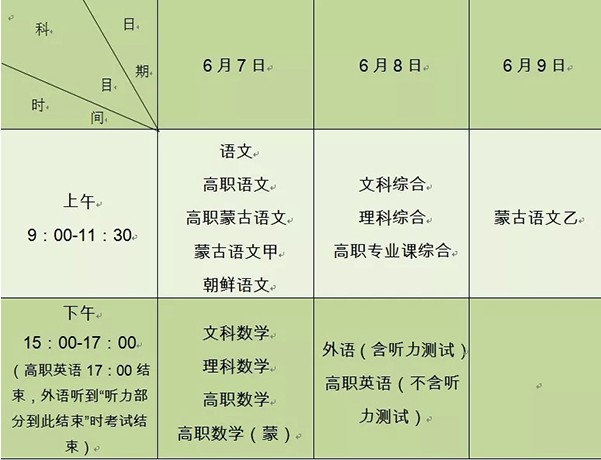 科目
日期
时间
6月7日
6月8日
6月9日
上午
9：00-11：30
语文
高职语文
高职蒙古语文
蒙古语文甲
朝鲜语文
文科综合
理科综合
高职专业课综合
蒙古语文乙
下午
15：00-17：00
（高职英语 17：00 结
束，外语听到“听力部
分到此结束”时考试结
束）
文科数学
理科数学
高职数学
高职数学（蒙）
外语（含听力测试）
高职英语（不含听
力测试）